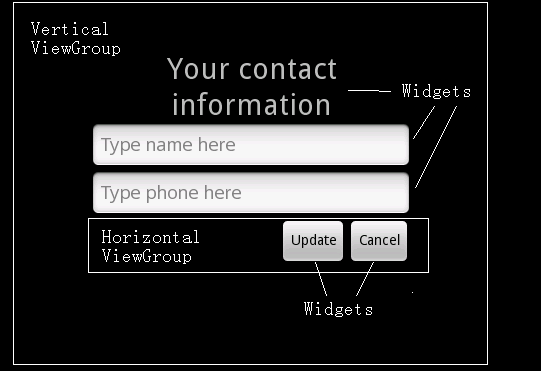 Vertical
ViewGroup
Your contact
information
Widgets
Type name here
Type phone here
Horizontal
ViewGroup
Update
Cancel
Widgets